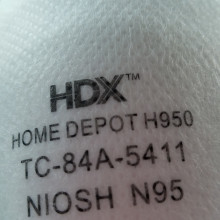 HDX™
HOME DEPOT H950
TC-84A-5411
NIOSH N95